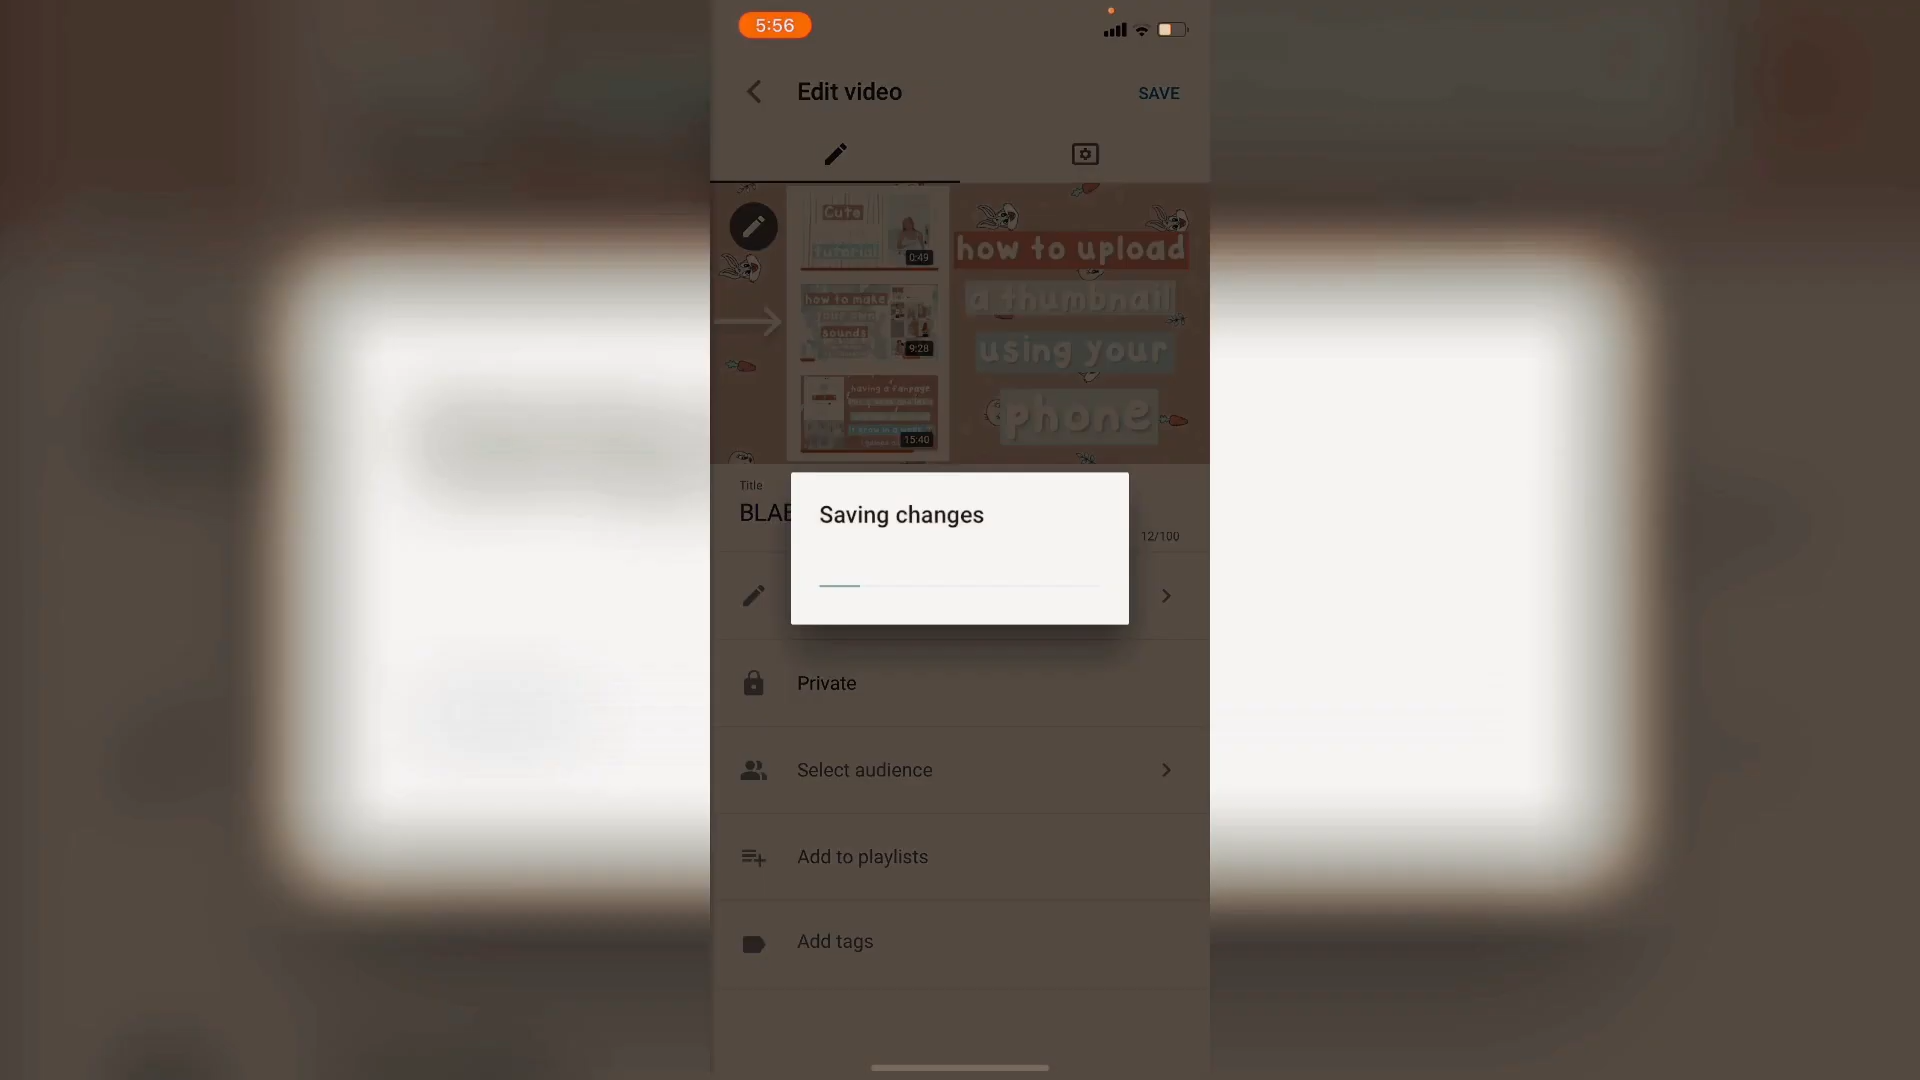 5:56
Edit video
SAVE
Cute
tutorial
0:49
how to make
your own
sounds
9:28
having a fanpage
15:40
how to upload
a thumbnail
using your
phone
Title
12/100
Saving changes
Private
Select audience
Add to playlists
Add tags